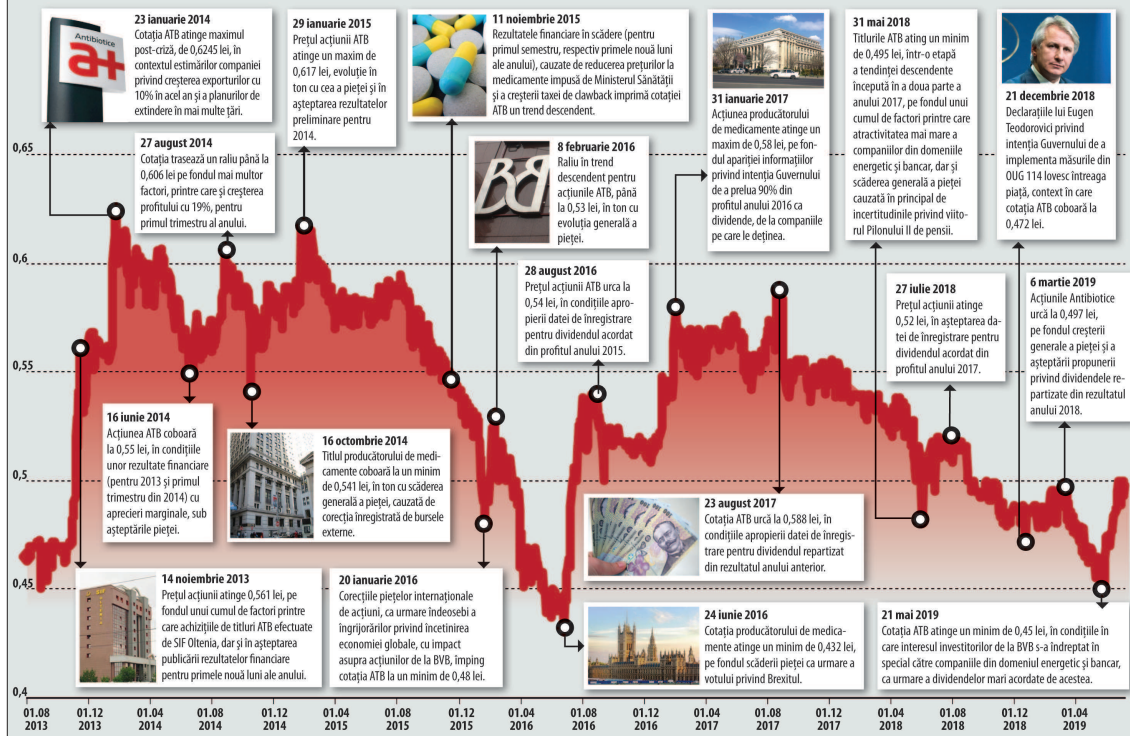 23 ianuarie 2014
Cotația ATB atinge maximul
post-criză, de 0,6245 lei, în
contextul estimărilor companiei
privind creșterea exporturilor cu
10% în acel an și a planurilor de
extindere în mai multe țări.
Antibiotice
a+
29 ianuarie 2015
Prețul acțiunii ATB
atinge un maxim de
0,617 lei, evoluție în
ton cu cea a pieței și în
așteptarea rezultatelor
preliminare pentru
2014.
11 noiembrie 2015
Rezultatele financiare în scădere (pentru
primul semestru, respectiv primele nouă luni
ale anului), cauzate de reducerea prețurilor la
medicamente impusă de Ministerul Sănătății
și a creșterii taxei de clawback imprimă cotației
ATB un trend descendent.
31 ianuarie 2017
Acțiunea producătorului
de medicamente atinge un
maxim de 0,58 lei, pe fon-
dul apariției informațiilor
privind intenția Guvernului
de a prelua 90% din
profitul anului 2016 ca
dividende, de la companiile
pe care le deținea.
31 mai 2018
Titlurile ATB ating un minim
de 0,495 lei, într-o etapă
a tendinței descendente
începută în a doua parte a
anului 2017, pe fondul unui
cumul de factori printre care
atractivitatea mai mare a
companiilor din domeniile
energetic și bancar, dar și
scăderea generală a pieței
cauzată în principal de
incertitudinile privind viito-
rul Pilonului II de pensii.
21 decembrie 2018
Declarațiile lui Eugen
Teodorovici privind
intenția Guvernului de a
implementa măsurile din
OUG 114 lovesc întreaga
piață, context în care
cotația ATB coboară la
0,472 lei.
27 august 2014
Cotația trasează un raliu până la
0,606 lei pe fondul mai multor
factori, printre care și creșterea
profitului cu 19%, pentru
primul trimestru al anului.
8 februarie 2016
Raliu în trend
descendent pentru
acțiunile ATB, până
la 0,53 lei, în ton cu
evoluția generală a
pieței.
28 august 2016
Prețul acțiunii ATB urca la
0,54 lei, în condițiile apro-
pierii datei de înregistrare
pentru dividendul acordat
din profitul anului 2015.
27 iulie 2018
Prețul acțiunii atinge
0,52 lei, în așteptarea da-
tei de înregistrare pentru
dividendul acordat din
profitul anului 2017.
6 martie 2019
Acțiunile Antibiotice
urcă la 0,497 lei,
pe fondul creșterii
generale a pieței și a
așteptării propunerii
privind dividendele re-
partizate din rezultatul
anului 2018.
16 iunie 2014
Acțiunea ATB coboară
la 0,55 lei, în condițiile
unor rezultate financiare
(pentru 2013 și primul
trimestru din 2014) cu
aprecieri marginale, sub
așteptările pieței.
16 octombrie 2014
Titlul producătorului de medi-
camente coboară la un minim
de 0,541 lei, în ton cu scăderea
generală a pieței, cauzată de
corecția înregistrată de bursele
externe.
23 august 2017
Cotația ATB urcă la 0,588 lei, în
condițiile apropierii datei de înregis-
trare pentru dividendul repartizat
din rezultatul anului anterior.
14 noiembrie 2013
Prețul acțiunii atinge 0,561 lei, pe
fondul unui cumul de factori printre
care achizițiile de titluri ATB efectuate
de SIF Oltenia, dar și în așteptarea
publicării rezultatelor financiare
pentru primele nouă luni ale anului.
20 ianuarie 2016
Corecțiile piețelor internaționale
de acțiuni, ca urmare îndeosebi a
îngrijorărilor privind încetinirea
economiei globale, cu impact
asupra acțiunilor de la BVB, împing
cotația ATB la un minim de 0,48 lei.
24 iunie 2016
Cotația producătorului de medica-
mente atinge un minim de 0,432 lei,
pe fondul scăderii pieței ca urmare a
votului privind Brexitul.
21 mai 2019
Cotația ATB atinge un minim de 0,45 lei, în condițiile în
care interesul investitorilor de la BVB s-a îndreptat în
special către companiile din domeniul energetic și bancar,
ca urmare a dividendelor mari acordate de acestea.
0,65
0,6
0,55
0,5
0,45
0,4
01.08 01.12 01.04 01.08 01.12 01.04 01.08 01.12 01.04 01.08 01.12 01.04 01.08 01.12 01.04 01.08 01.12 01.04
2013 2013 2014 2014 2014 2015 2015 2015 2016 2016 2016 2017 2017 2017 2018 2018 2018 2019